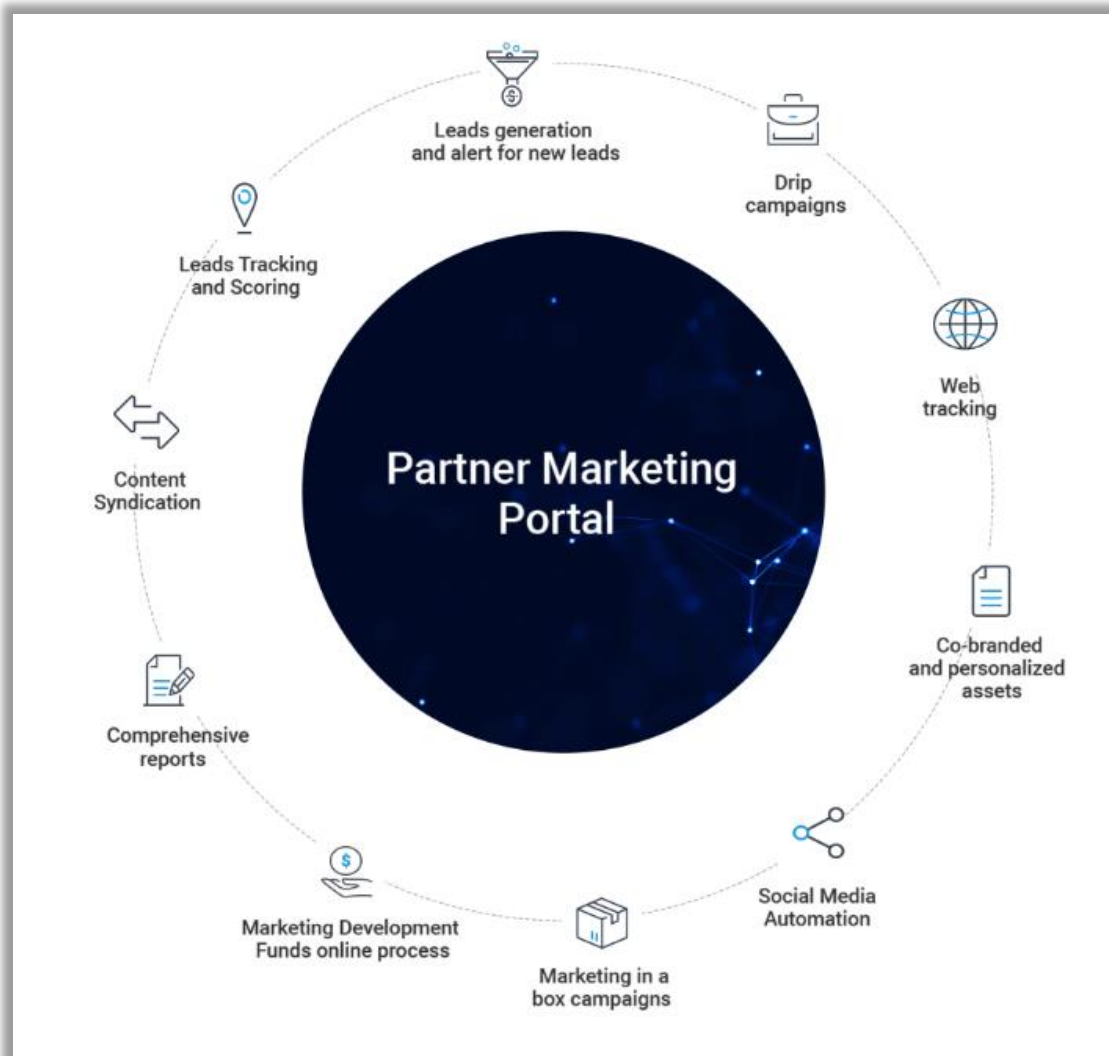 Leads generation
and alert for new leads
Drip
campaigns
Web
tracking
Co-branded
and personalized
assets
Social Media
Automation
Marketing in a
box campaigns
Marketing Development
Funds online process
Comprehensive
reports
Content
Syndication
Leads Tracking
and Scoring
Partner Marketing
Portal